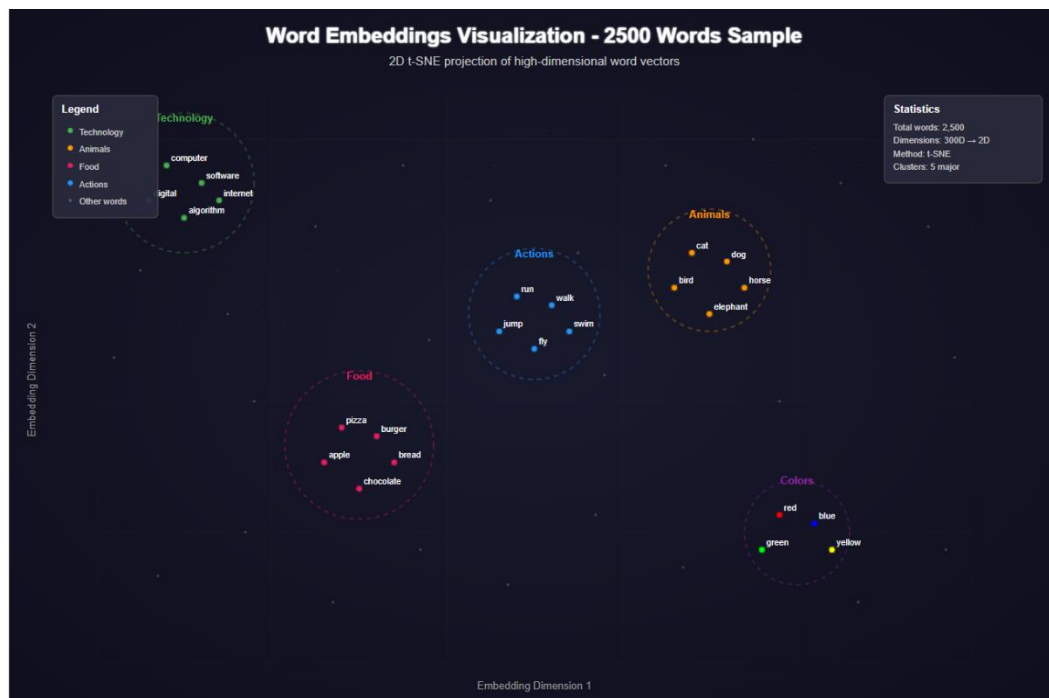 Word Embeddings Visualization - 2500 Words Sample
2D t-SNE projection of high-dimensional word vectors
Legend
Technology
Animals
Food
Actions
Other words
Technology
computer
software
igital
internet
algorithm
Statistics
Total words: 2,500
Dimensions: 300D → 2D
Method: t-SNE
Clusters: 5 major
Animals
cat
dog
bird
horse
elephant
Actions
run
walk
jump
swim
fly
Embedding Dimension 2
Food
pizza
burger
apple
bread
chocolate
Colors
red
blue
green
yellow
Embedding Dimension 1